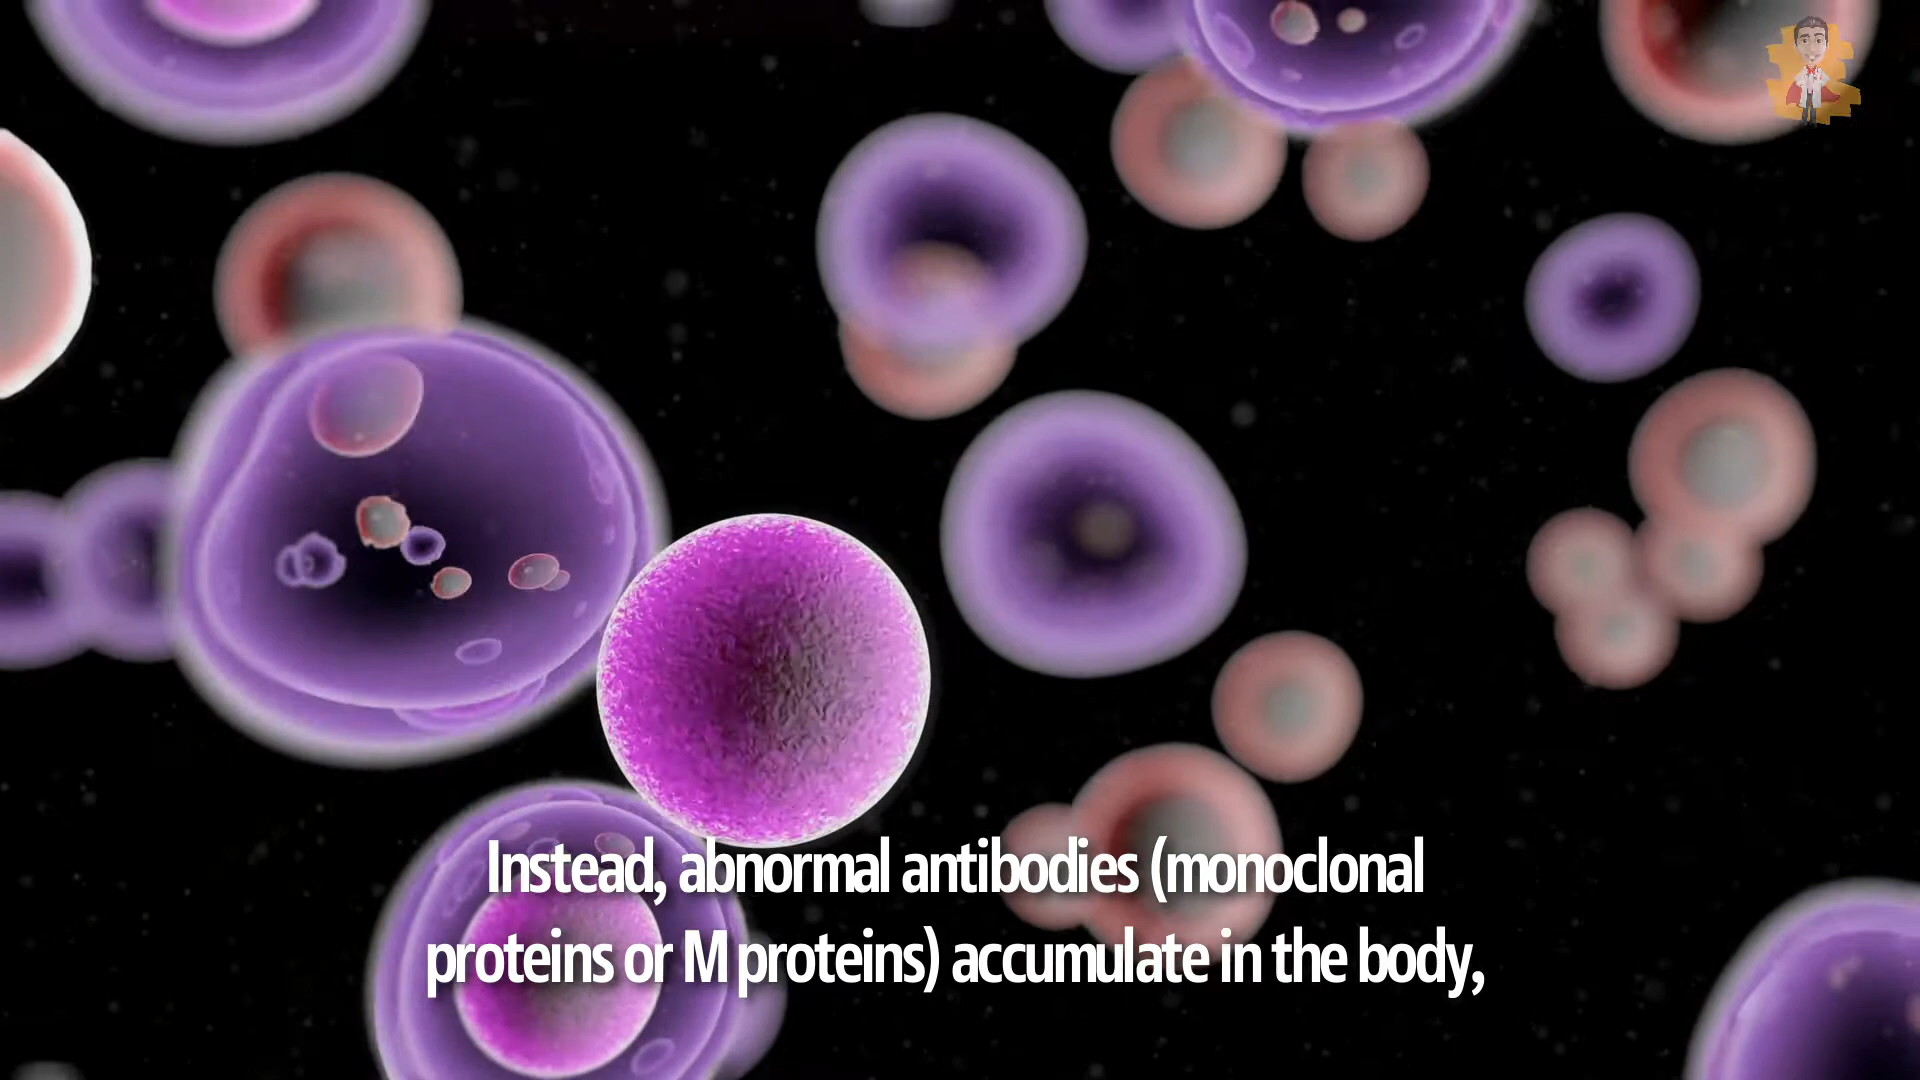 Instead, abnormal antibodies (monoclonal
proteins or M proteins) accumulate in the body,